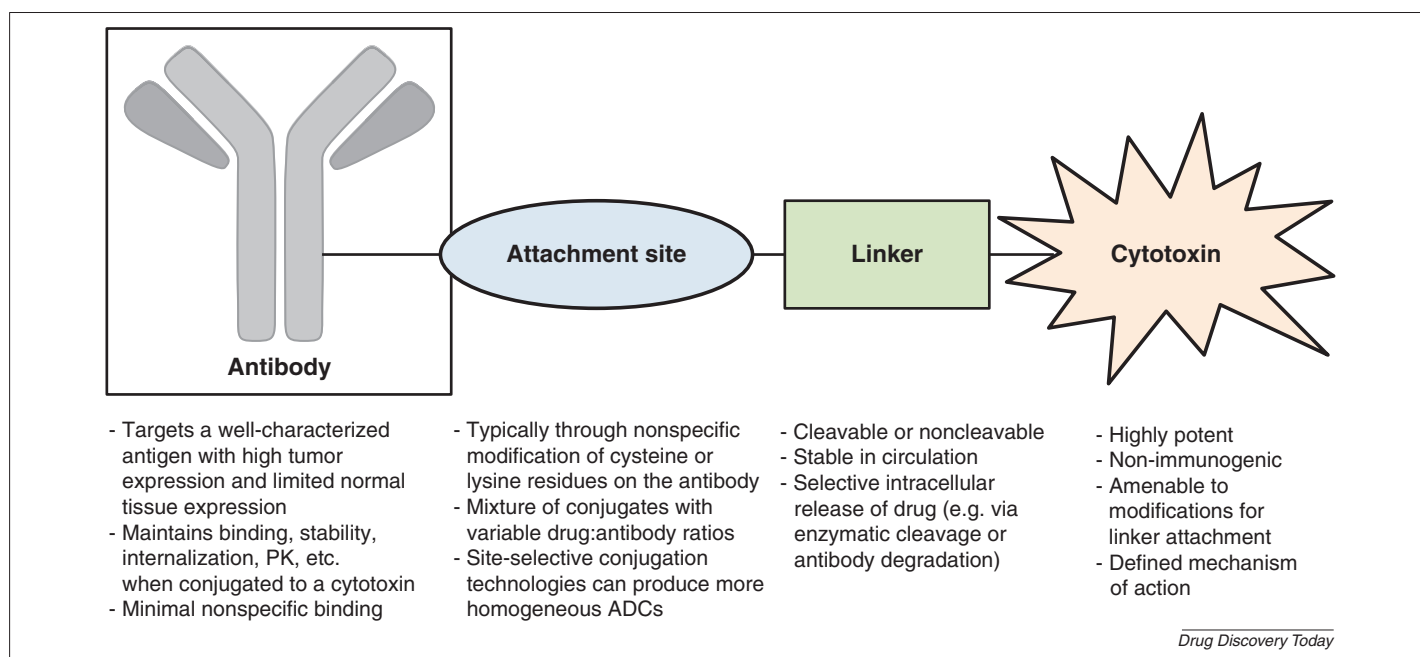 Antibody
Attachment site
Linker
Cytotoxin
- Targets a well-characterized
antigen with high tumor
expression and limited normal
tissue expression
- Maintains binding, stability,
internalization, PK, etc.
when conjugated to a cytotoxin
- Minimal nonspecific binding
- Typically through nonspecific
modification of cysteine or
lysine residues on the antibody
- Mixture of conjugates with
variable drug:antibody ratios
- Site-selective conjugation
technologies can produce more
homogeneous ADCs
- Cleavable or noncleavable
- Stable in circulation
- Selective intracellular
release of drug (e.g. via
enzymatic cleavage or
antibody degradation)
- Highly potent
- Non-immunogenic
- Amenable to
modifications for
linker attachment
- Defined mechanism
of action
Drug Discovery Today